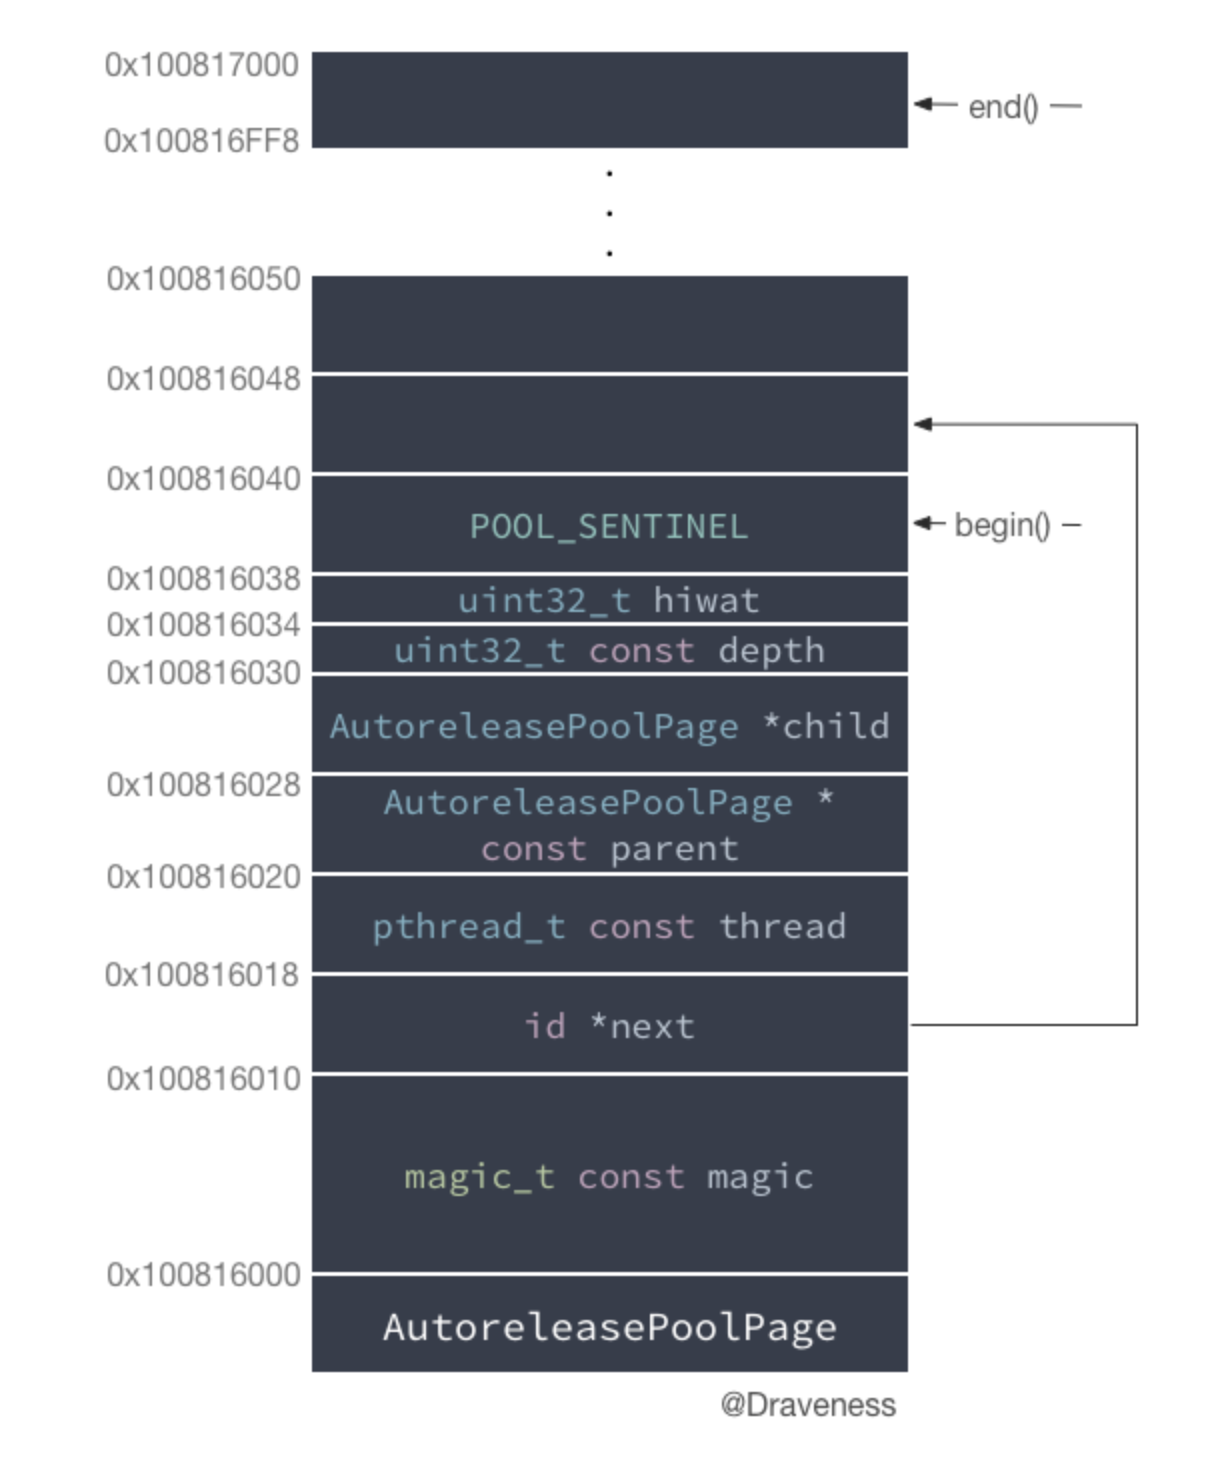 0x100817000
end()
0x100816FF8
0x100816050
0x100816048
0x100816040
POOL_SENTINEL
begin()
0x100816038
uint32_t hiwat
0x100816034
uint32_t const depth
0x100816030
AutoreleasePoolPage *child
0x100816028
AutoreleasePoolPage *
const parent
0x100816020
pthread_t const thread
0x100816018
id *next
0x100816010
magic_t const magic
0x100816000
AutoreleasePoolPage
@Draveness